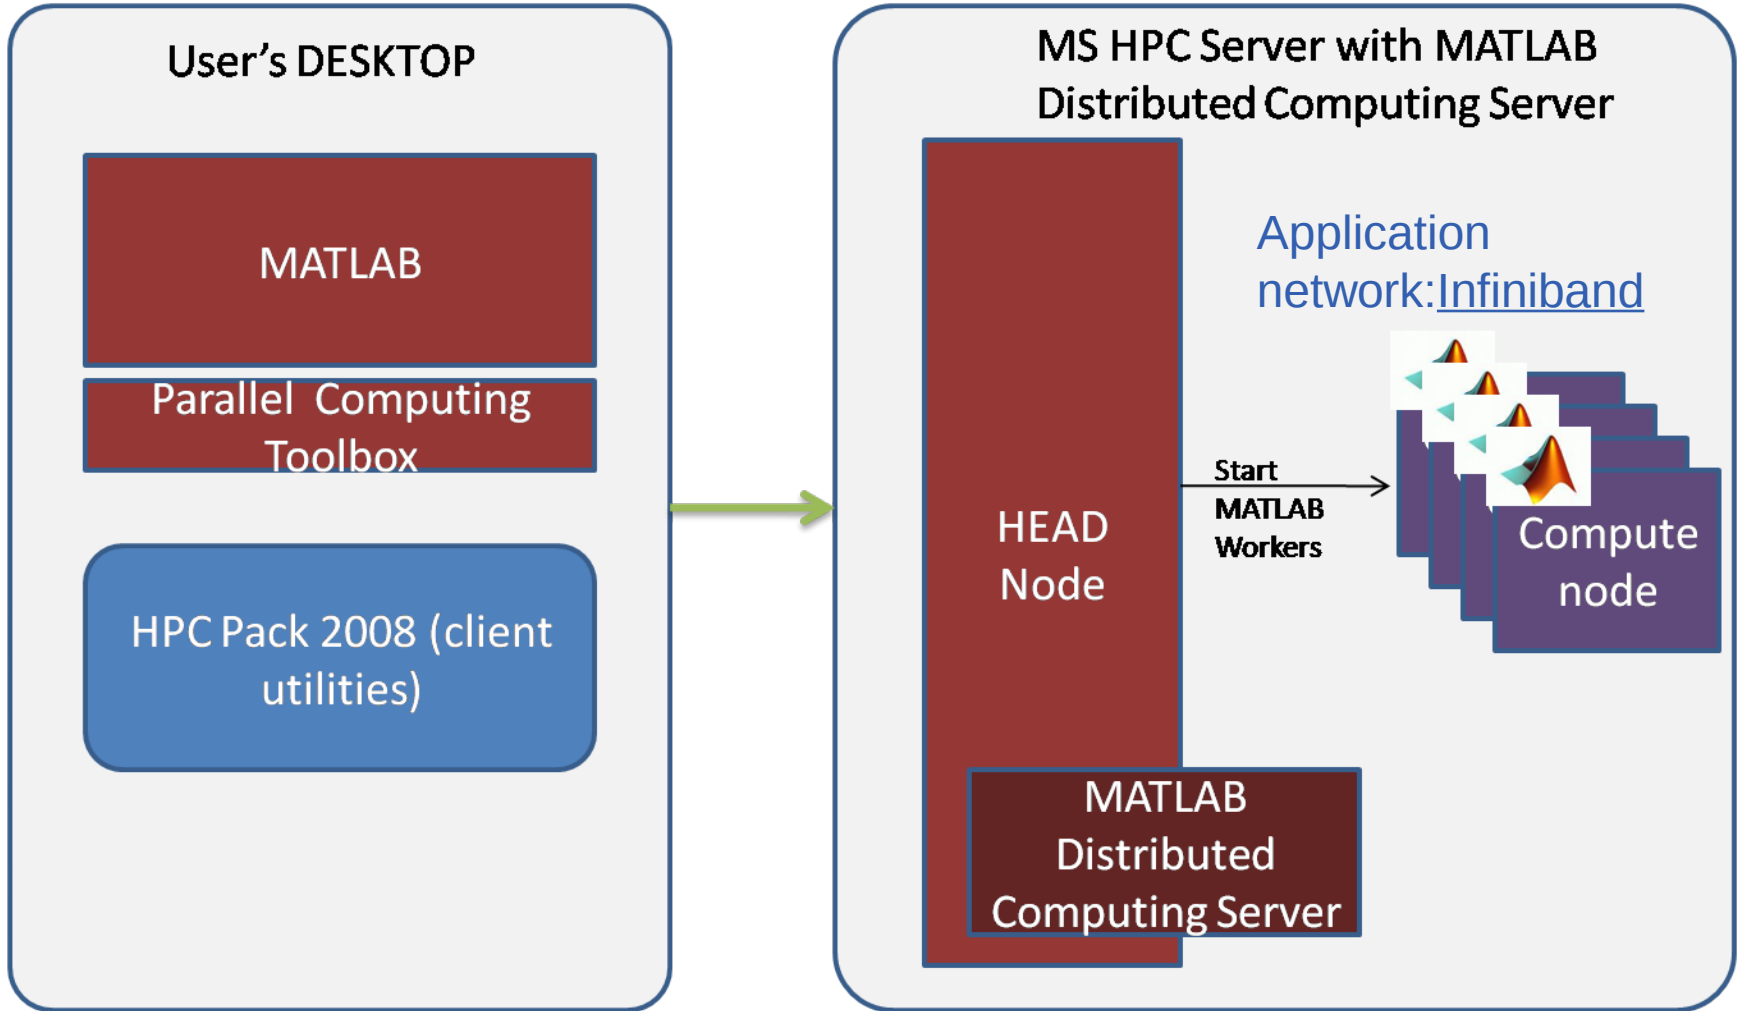 User's DESKTOP
MATLAB
Parallel Computing
Toolbox
HPC Pack 2008 (client
utilities)
MS HPC Server with MATLAB
Distributed Computing Server
Application
network:Infiniband
HEAD
Node
Start
MATLAB
Workers
Compute
node
MATLAB
Distributed
Computing Server